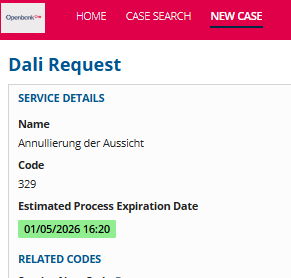 Openbank
HOME CASE SEARCH NEW CASE
Dali Request
SERVICE DETAILS
Name
Annullierung der Aussicht
Code
329
Estimated Process Expiration Date
01/05/2026 16:20
RELATED CODES